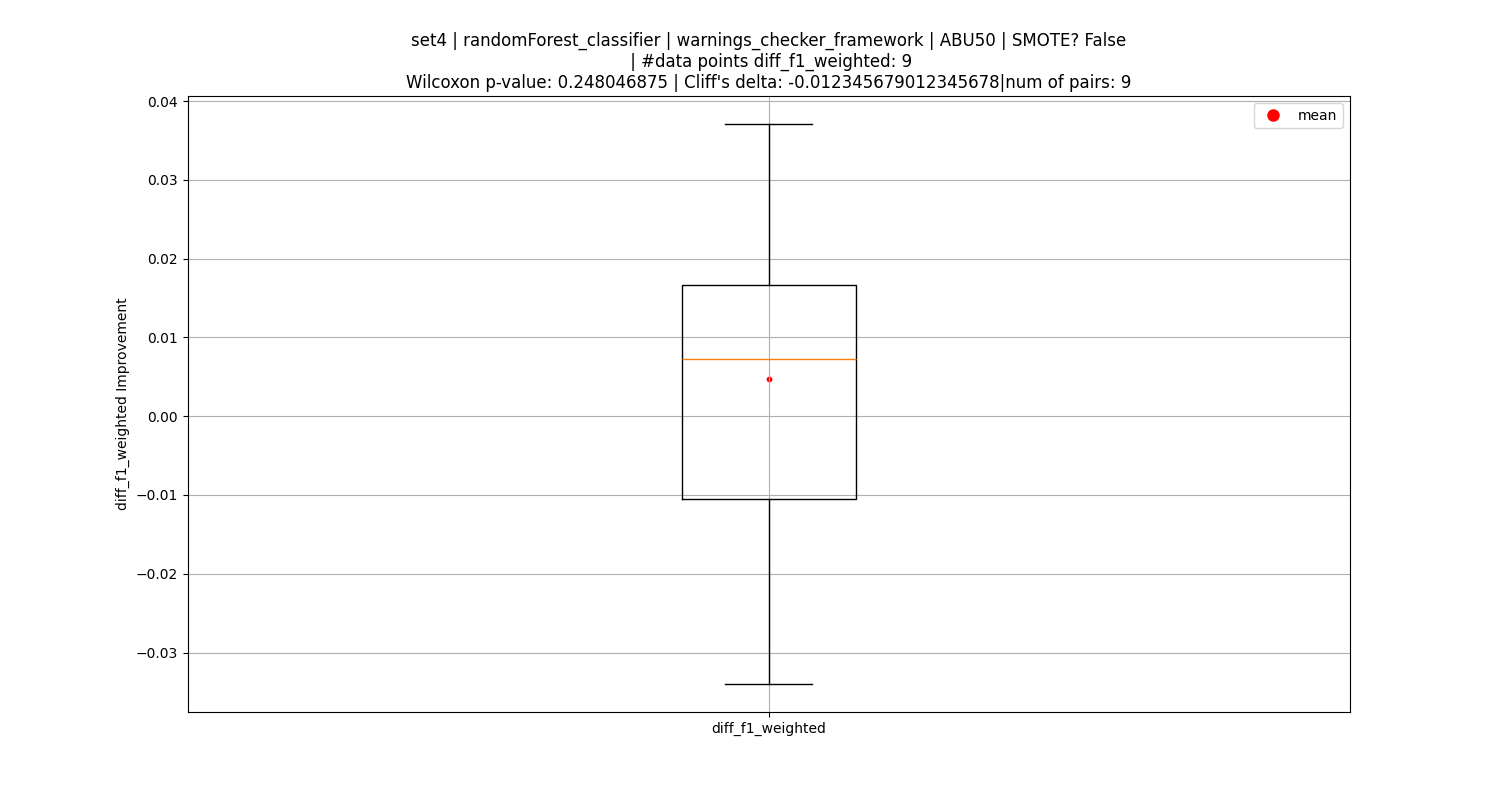 set4 | randomForest_classifier | warnings_checker_framework | ABU50 | SMOTE? False
| #data points diff_f1_weighted: 9
Wilcoxon p-value: 0.248046875 | Cliff's delta: -0.012345679012345678|num of pairs: 9
mean
0.04
0.03
0.02
0.01
0.00
−0.01
−0.02
−0.03
diff_f1_weighted Improvement
diff_f1_weighted